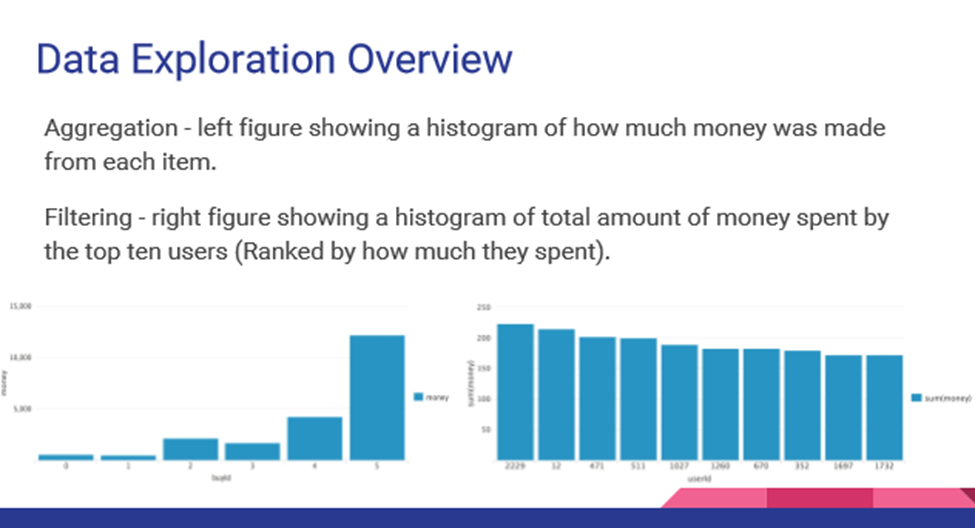 Data Exploration Overview
Aggregation - left figure showing a histogram of how much money was made
from each item.
Filtering - right figure showing a histogram of total amount of money spent by
the top ten users (Ranked by how much they spent).
15,000
10,000
5,000
money
0 1 2 3 4 5
buyId
money
250
200
150
100
50
sum(money)
2229 12 471 511 1027 1260 670 352 1697 1732
userId
sum(money)